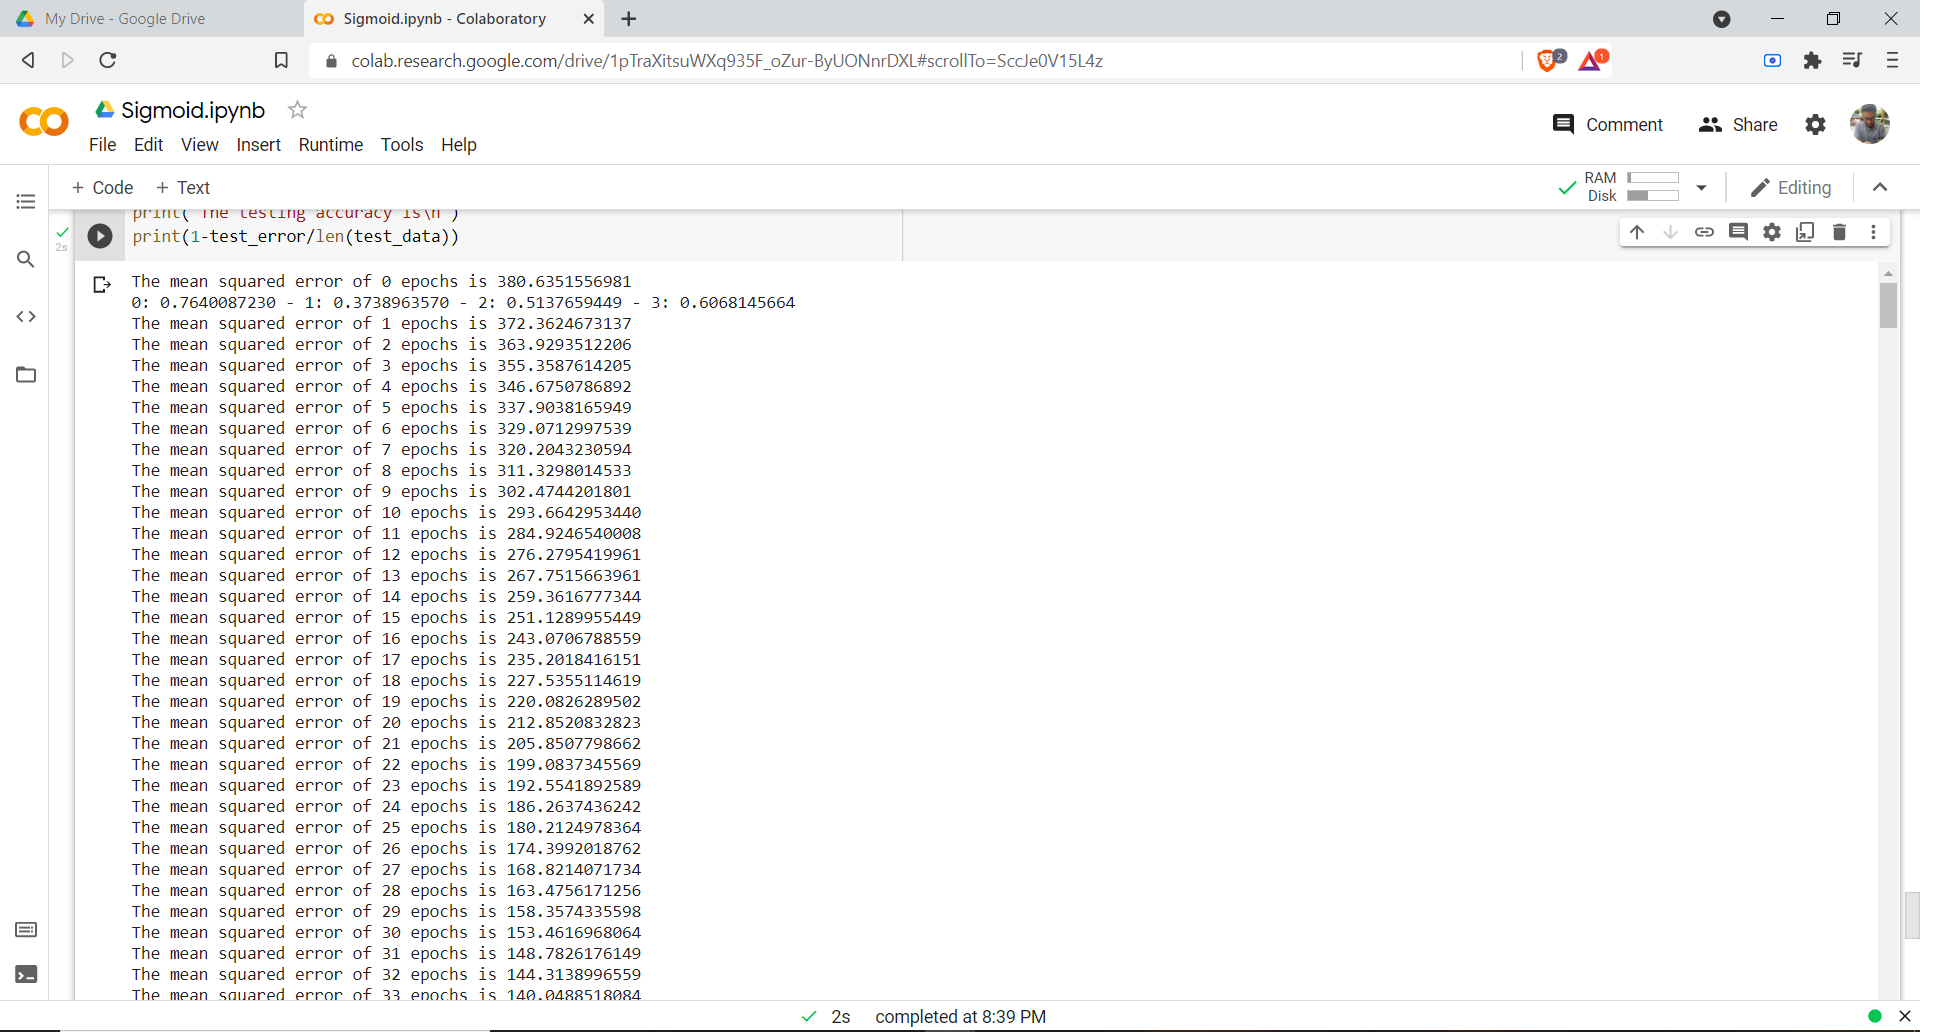 My Drive - Google Drive
Sigmoid.ipynb - Colaboratory
colab.research.google.com/drive/1pTraXitsuWXq935F_oZur-ByUONnrDXL#scrollTo=SccJe0V15L4z
2
1
Sigmoid.ipynb
File Edit View Insert Runtime Tools Help
Comment
Share
+ Code + Text
RAM
Disk
Editing
print("The testing accuracy is\n")
print(1-test_error/len(test_data))
2s
The mean squared error of 0 epochs is 380.6351556981
0: 0.7640087230 - 1: 0.3738963570 - 2: 0.5137659449 - 3: 0.6068145664
The mean squared error of 1 epochs is 372.3624673137
The mean squared error of 2 epochs is 363.9293512206
The mean squared error of 3 epochs is 355.3587614205
The mean squared error of 4 epochs is 346.6750786892
The mean squared error of 5 epochs is 337.9038165949
The mean squared error of 6 epochs is 329.0712997539
The mean squared error of 7 epochs is 320.2043230594
The mean squared error of 8 epochs is 311.3298014533
The mean squared error of 9 epochs is 302.4744201801
The mean squared error of 10 epochs is 293.6642953440
The mean squared error of 11 epochs is 284.9246540008
The mean squared error of 12 epochs is 276.2795419961
The mean squared error of 13 epochs is 267.7515663961
The mean squared error of 14 epochs is 259.3616777344
The mean squared error of 15 epochs is 251.1289955449
The mean squared error of 16 epochs is 243.0706788559
The mean squared error of 17 epochs is 235.2018416151
The mean squared error of 18 epochs is 227.5355114619
The mean squared error of 19 epochs is 220.0826289502
The mean squared error of 20 epochs is 212.8520832823
The mean squared error of 21 epochs is 205.8507798662
The mean squared error of 22 epochs is 199.0837345569
The mean squared error of 23 epochs is 192.5541892589
The mean squared error of 24 epochs is 186.2637436242
The mean squared error of 25 epochs is 180.2124978364
The mean squared error of 26 epochs is 174.3992018762
The mean squared error of 27 epochs is 168.8214071734
The mean squared error of 28 epochs is 163.4756171256
The mean squared error of 29 epochs is 158.3574335598
The mean squared error of 30 epochs is 153.4616968064
The mean squared error of 31 epochs is 148.7826176149
The mean squared error of 32 epochs is 144.3138996559
The mean squared error of 33 epochs is 140.0488518084
2s completed at 8:39 PM